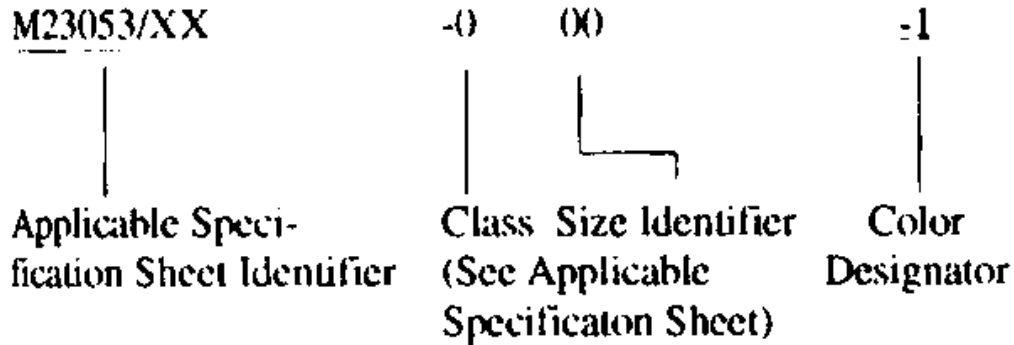 M23053/XX -0 00 -1
Applicable Speci- Class Size Identifier Color
fication Sheet Identifier (See Applicable Designator
Specificaton Sheet)